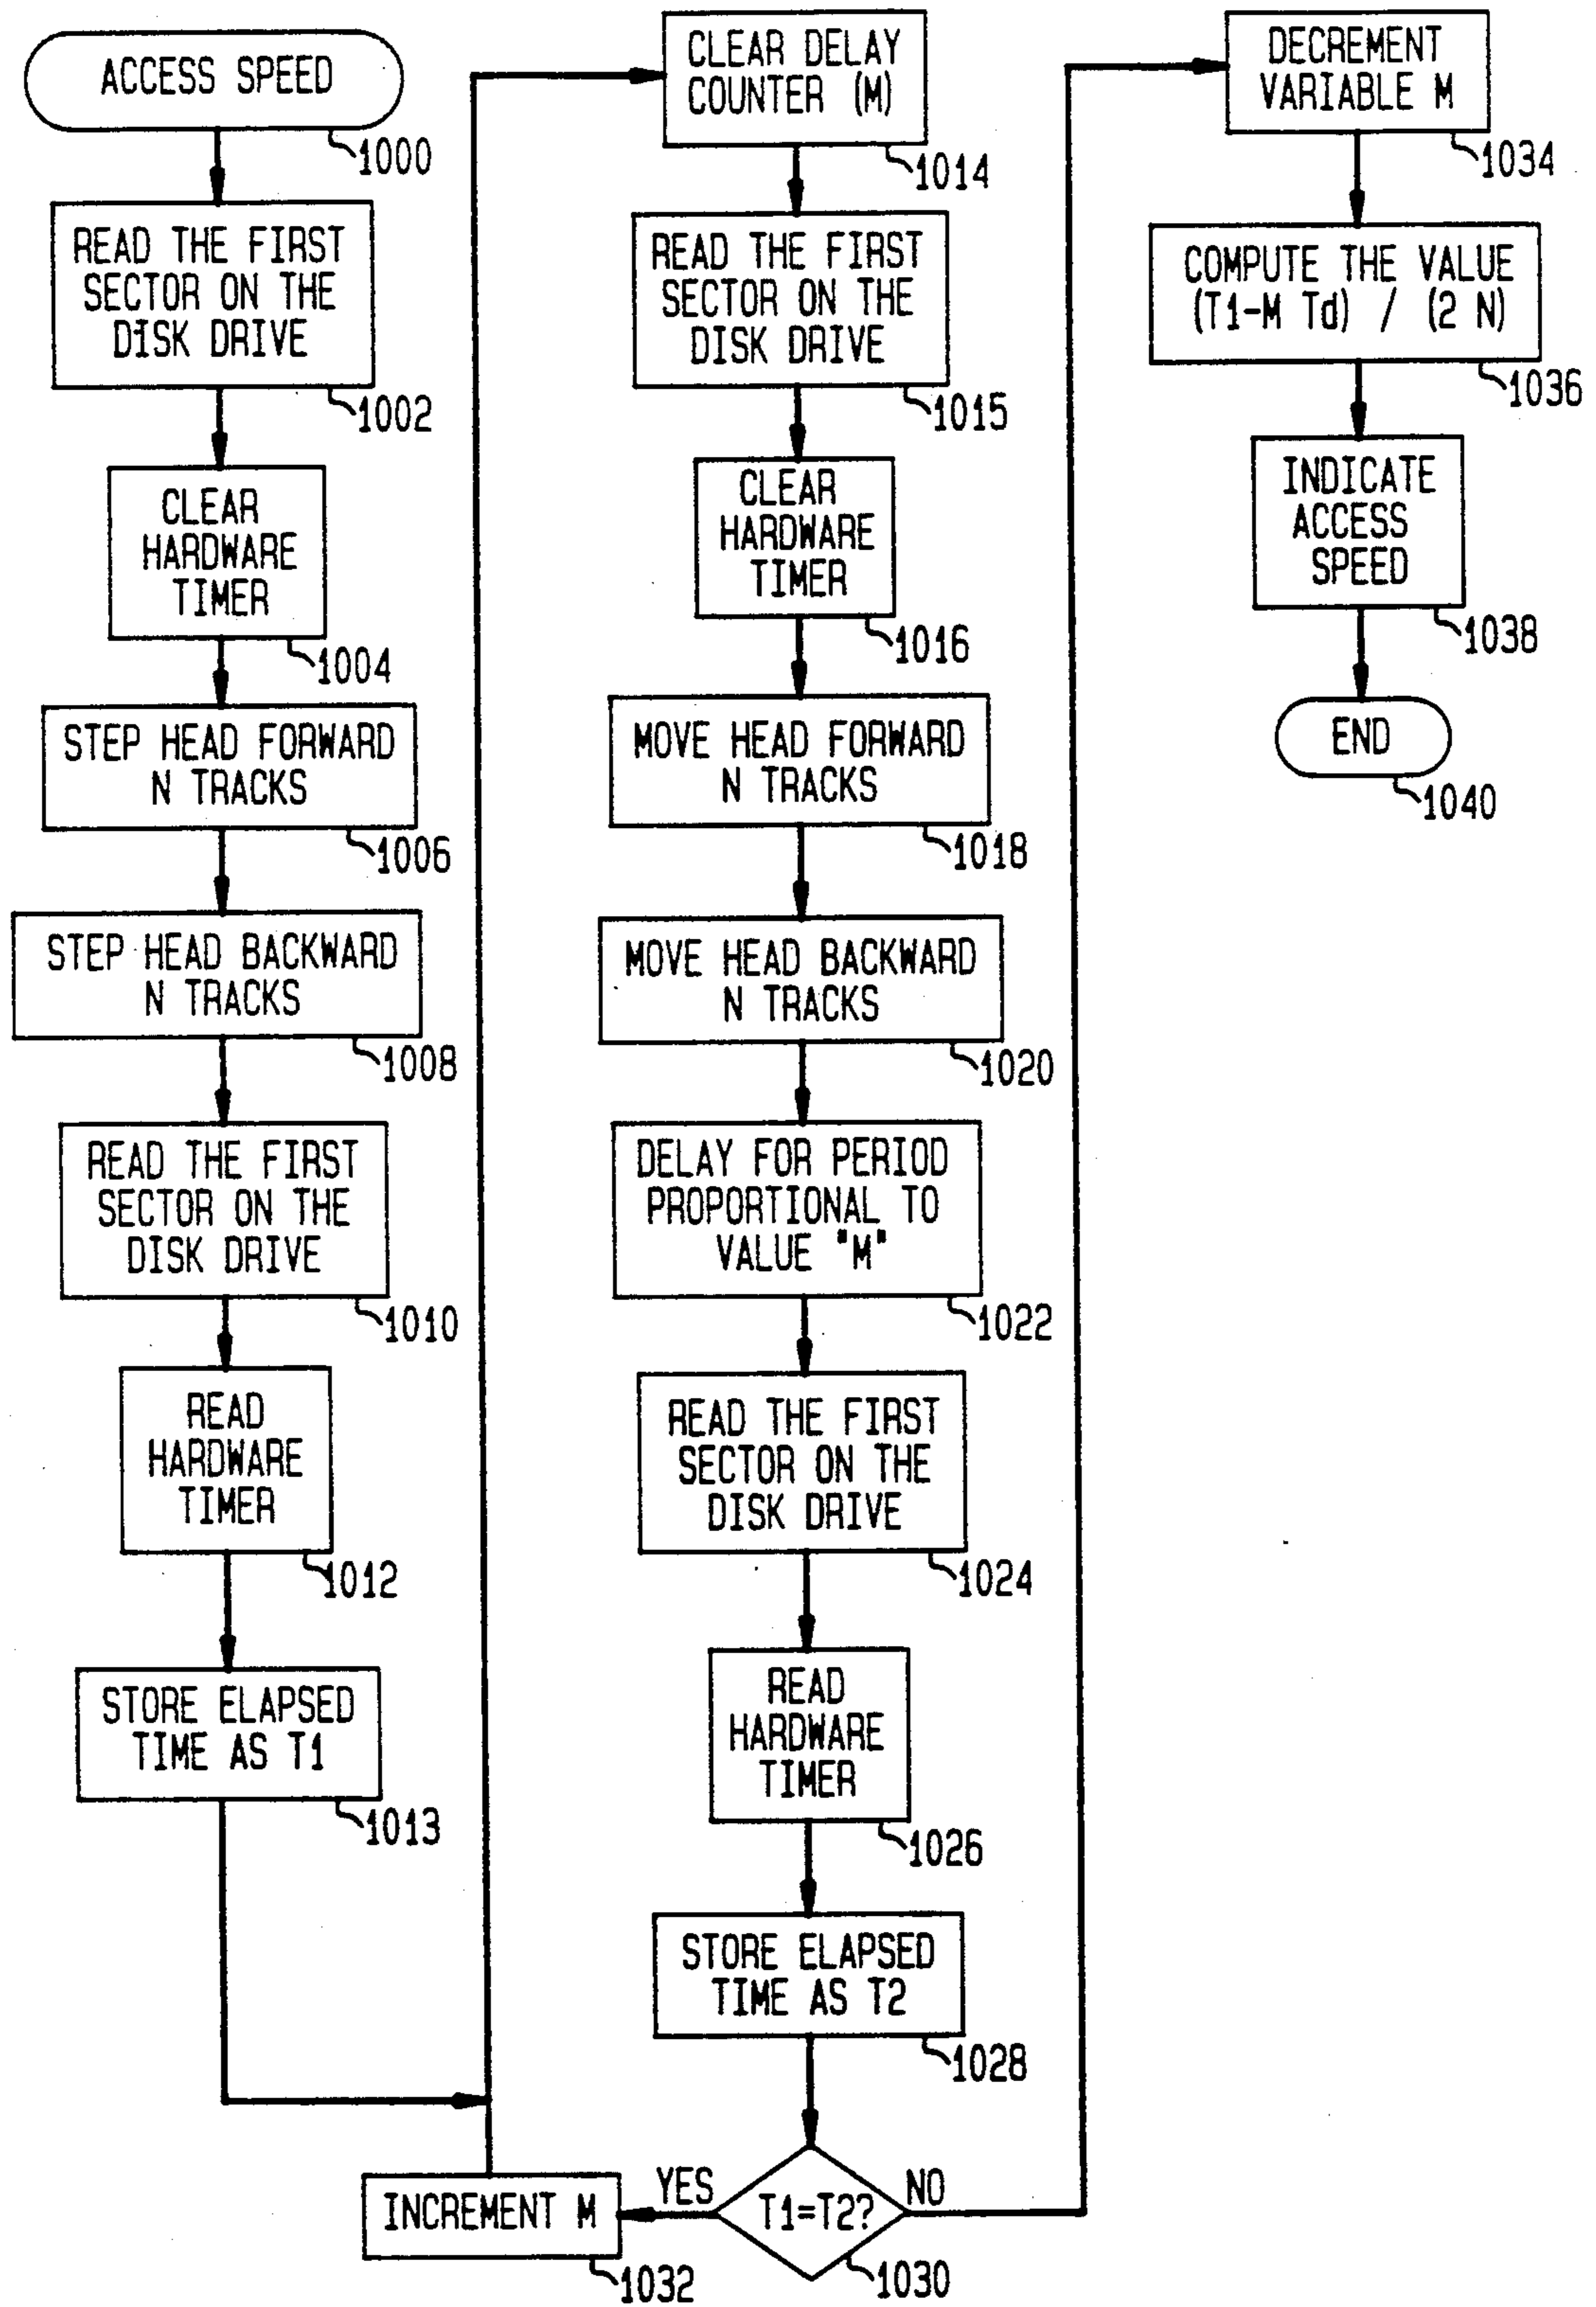 ACCESS SPEED
1000
READ THE FIRST
SECTOR ON THE
DISK DRIVE
1002
CLEAR
HARDWARE
TIMER
1004
STEP HEAD FORWARD
N TRACKS
1006
STEP HEAD BACKWARD
N TRACKS
1008
READ THE FIRST
SECTOR ON THE
DISK DRIVE
1010
READ
HARDWARE
TIMER
1012
STORE ELAPSED
TIME AS T1
1013
CLEAR DELAY
COUNTER (M)
1014
READ THE FIRST
SECTOR ON THE
DISK DRIVE
1015
CLEAR
HARDWARE
TIMER
1016
MOVE HEAD FORWARD
N TRACKS
1018
MOVE HEAD BACKWARD
N TRACKS
1020
DELAY FOR PERIOD
PROPORTIONAL TO
VALUE "M"
1022
READ THE FIRST
SECTOR ON THE
DISK DRIVE
1024
READ
HARDWARE
TIMER
1026
STORE ELAPSED
TIME AS T2
1028
T1=T2?
1030
YES
NO
INCREMENT M
1032
DECREMENT
VARIABLE M
1034
COMPUTE THE VALUE
(T1-M Td) / (2 N)
1036
INDICATE
ACCESS
SPEED
1038
END
1040